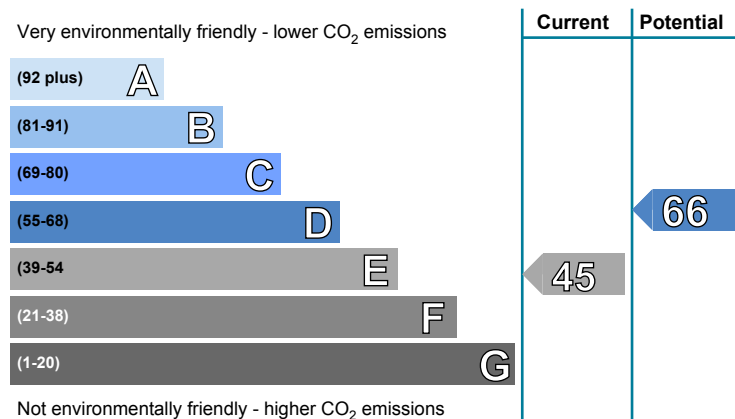 Very environmentally friendly - lower CO₂ emissions
Current
Potential
(92 plus) A
(81-91) B
(69-80) C
(55-68) D
66
(39-54 E
45
(21-38) F
(1-20) G
Not environmentally friendly - higher CO₂ emissions